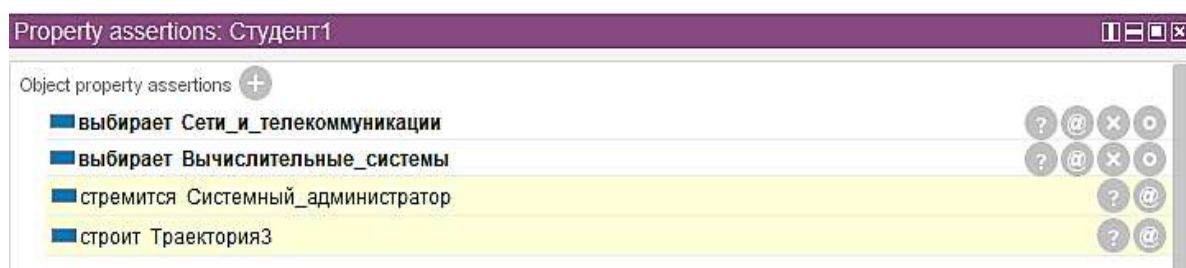 Property assertions: Студент1
Object property assertions
выбирает Сети_и_телекоммуникации
выбирает Вычислительные_системы
стремится Системный_администратор
строит Траектория3